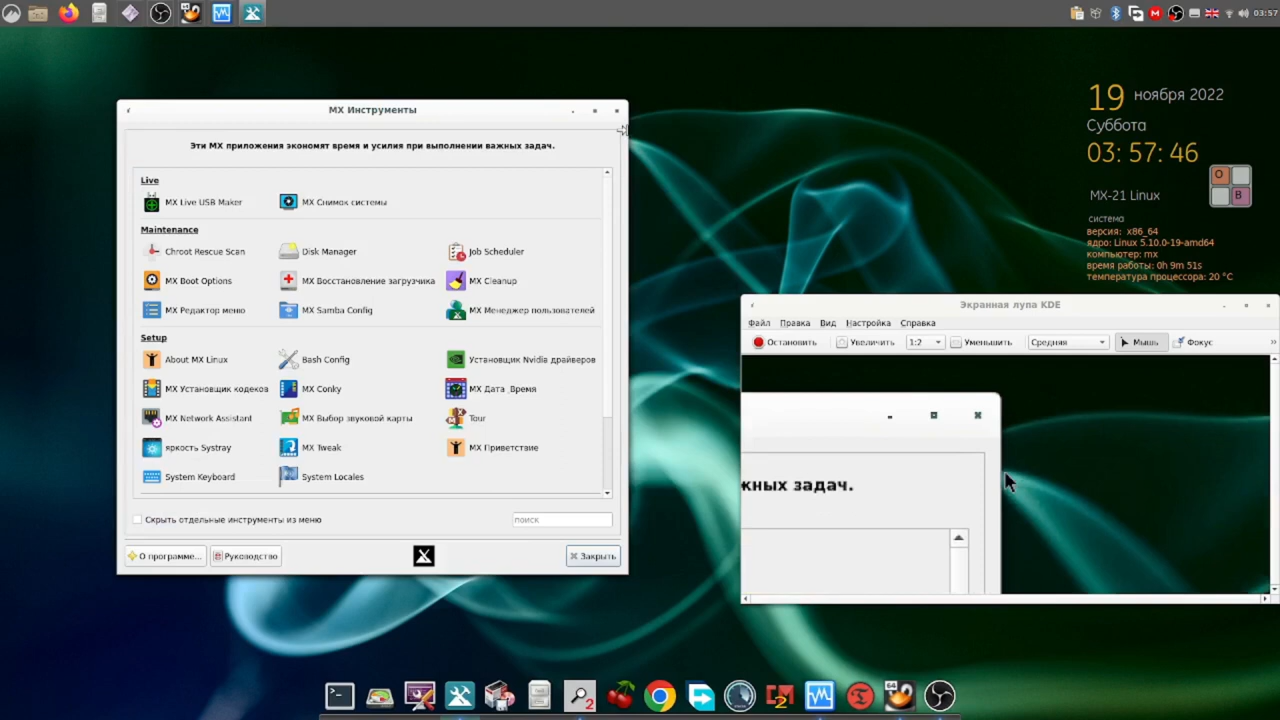 03:57
19 ноября 2022
Суббота
03: 57: 46
MX-21 Linux
O
B
система
версия: x86_64
ядро: Linux 5.10.0-19-amd64
компьютер: mx
время работы: 0h 9m 51s
температура процессора: 20 °C
MX Инструменты
Эти MX приложения экономят время и усилия при выполнении важных задач.
Live
MX Live USB Maker
MX Снимок системы
Maintenance
Chroot Rescue Scan
Disk Manager
Job Scheduler
MX Boot Options
MX Восстановление загрузчика
MX Cleanup
MX Редактор меню
MX Samba Config
MX Менеджер пользователей
Setup
About MX Linux
Bash Config
Установщик Nvidia драйверов
MX Установщик кодеков
MX Conky
MX Дата_Время
MX Network Assistant
MX Выбор звуковой карты
Tour
яркость Systray
MX Tweak
MX Приветствие
System Keyboard
System Locales
Скрыть отдельные инструменты из меню
поиск
О программе...
Руководство
Закрыть
Экранная лупа KDE
Файл Правка Вид Настройка Справка
Остановить Увеличить 1:2 Уменьшить Средняя Мышь Фокус »
жных задач.
2
2
64